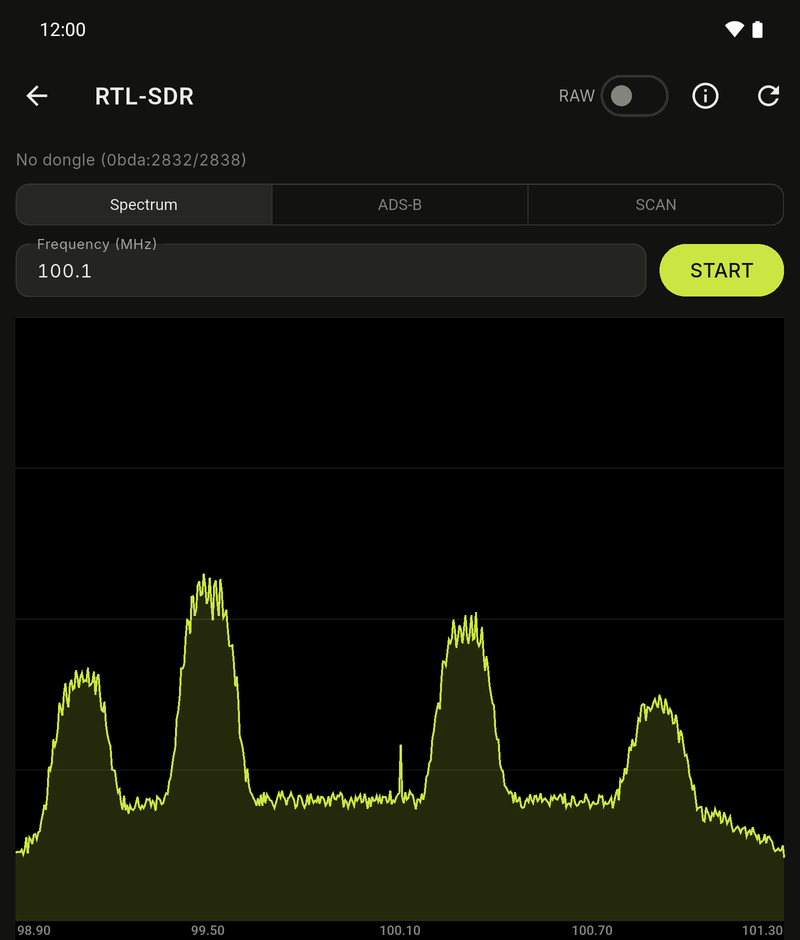 12:00
RTL-SDR
RAW
No dongle (0bda:2832/2838)
Spectrum ADS-B SCAN
Frequency (MHz)
100.1
START
98.90 99.50 100.10 100.70 101.30